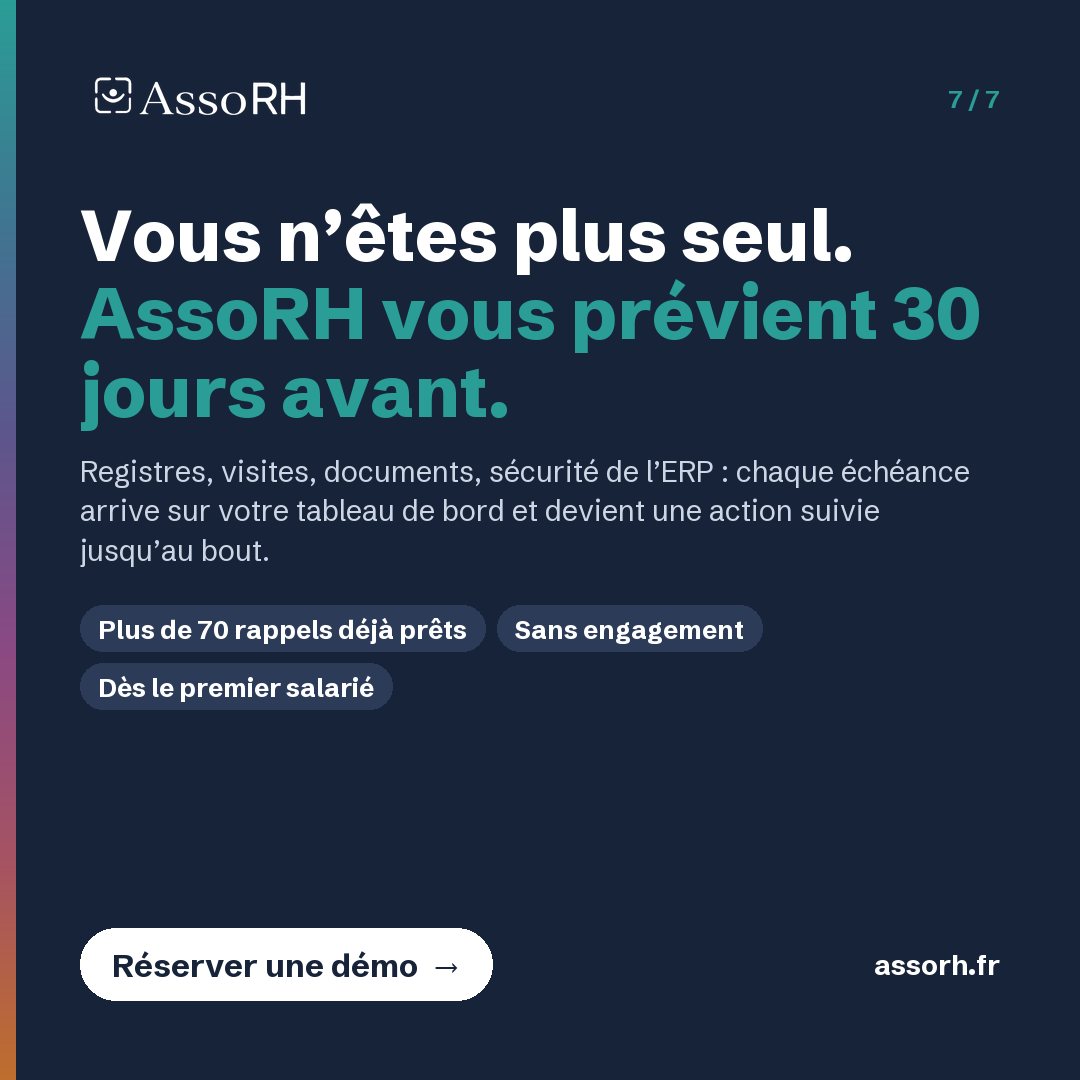 AssoRH
7 / 7
Vous n’êtes plus seul.
AssoRH vous prévient 30
jours avant.
Registres, visites, documents, sécurité de l’ERP : chaque échéance
arrive sur votre tableau de bord et devient une action suivie
jusqu’au bout.
Plus de 70 rappels déjà prêts
Sans engagement
Dès le premier salarié
Réserver une démo →
assorh.fr